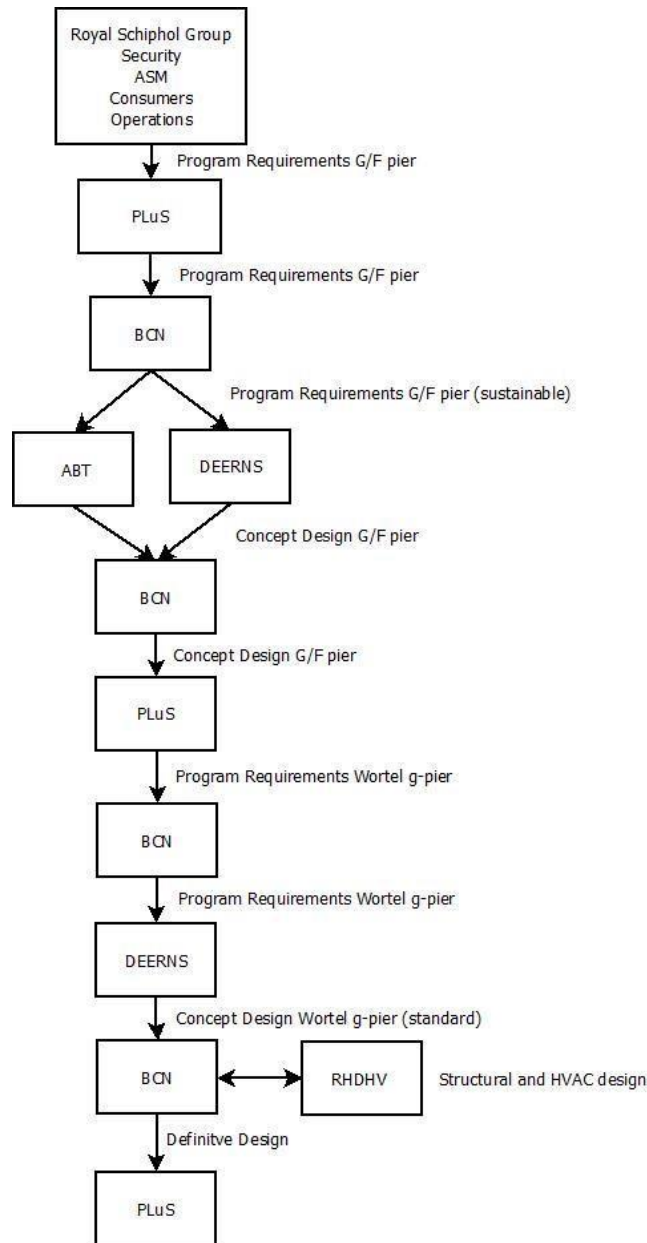 Royal Schiphol Group
Security
ASM
Consumers
Operations
Program Requirements G/F pier
PLuS
Program Requirements G/F pier
BCN
Program Requirements G/F pier (sustainable)
ABT
DEERNS
Concept Design G/F pier
BCN
Concept Design G/F pier
PLuS
Program Requirements Wortel g-pier
BCN
Program Requirements Wortel g-pier
DEERNS
Concept Design Wortel g-pier (standard)
BCN
RHDHV
Structural and HVAC design
Definitve Design
PLuS